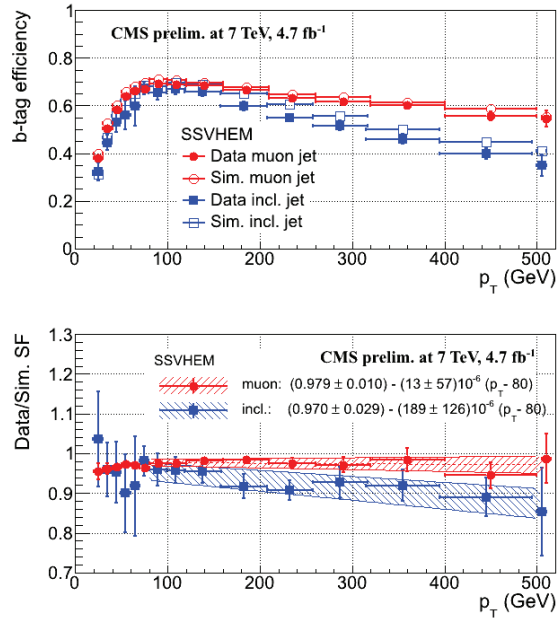 CMS prelim. at 7 TeV, 4.7 fb⁻¹
b-tag efficiency
1
0.8
0.6
0.4
0.2
0
SSVHEM
Data muon jet
Sim. muon jet
Data incl. jet
Sim. incl. jet
0 100 200 300 400 500
p_T (GeV)
Data/Sim. SF
1.3
1.2
1.1
1
0.9
0.8
0.7
SSVHEM
CMS prelim. at 7 TeV, 4.7 fb⁻¹
muon: (0.979 ± 0.010) - (13 ± 57)10⁻⁶ (p_T- 80)
incl.: (0.970 ± 0.029) - (189 ± 126)10⁻⁶ (p_T- 80)
0 100 200 300 400 500
p_T (GeV)